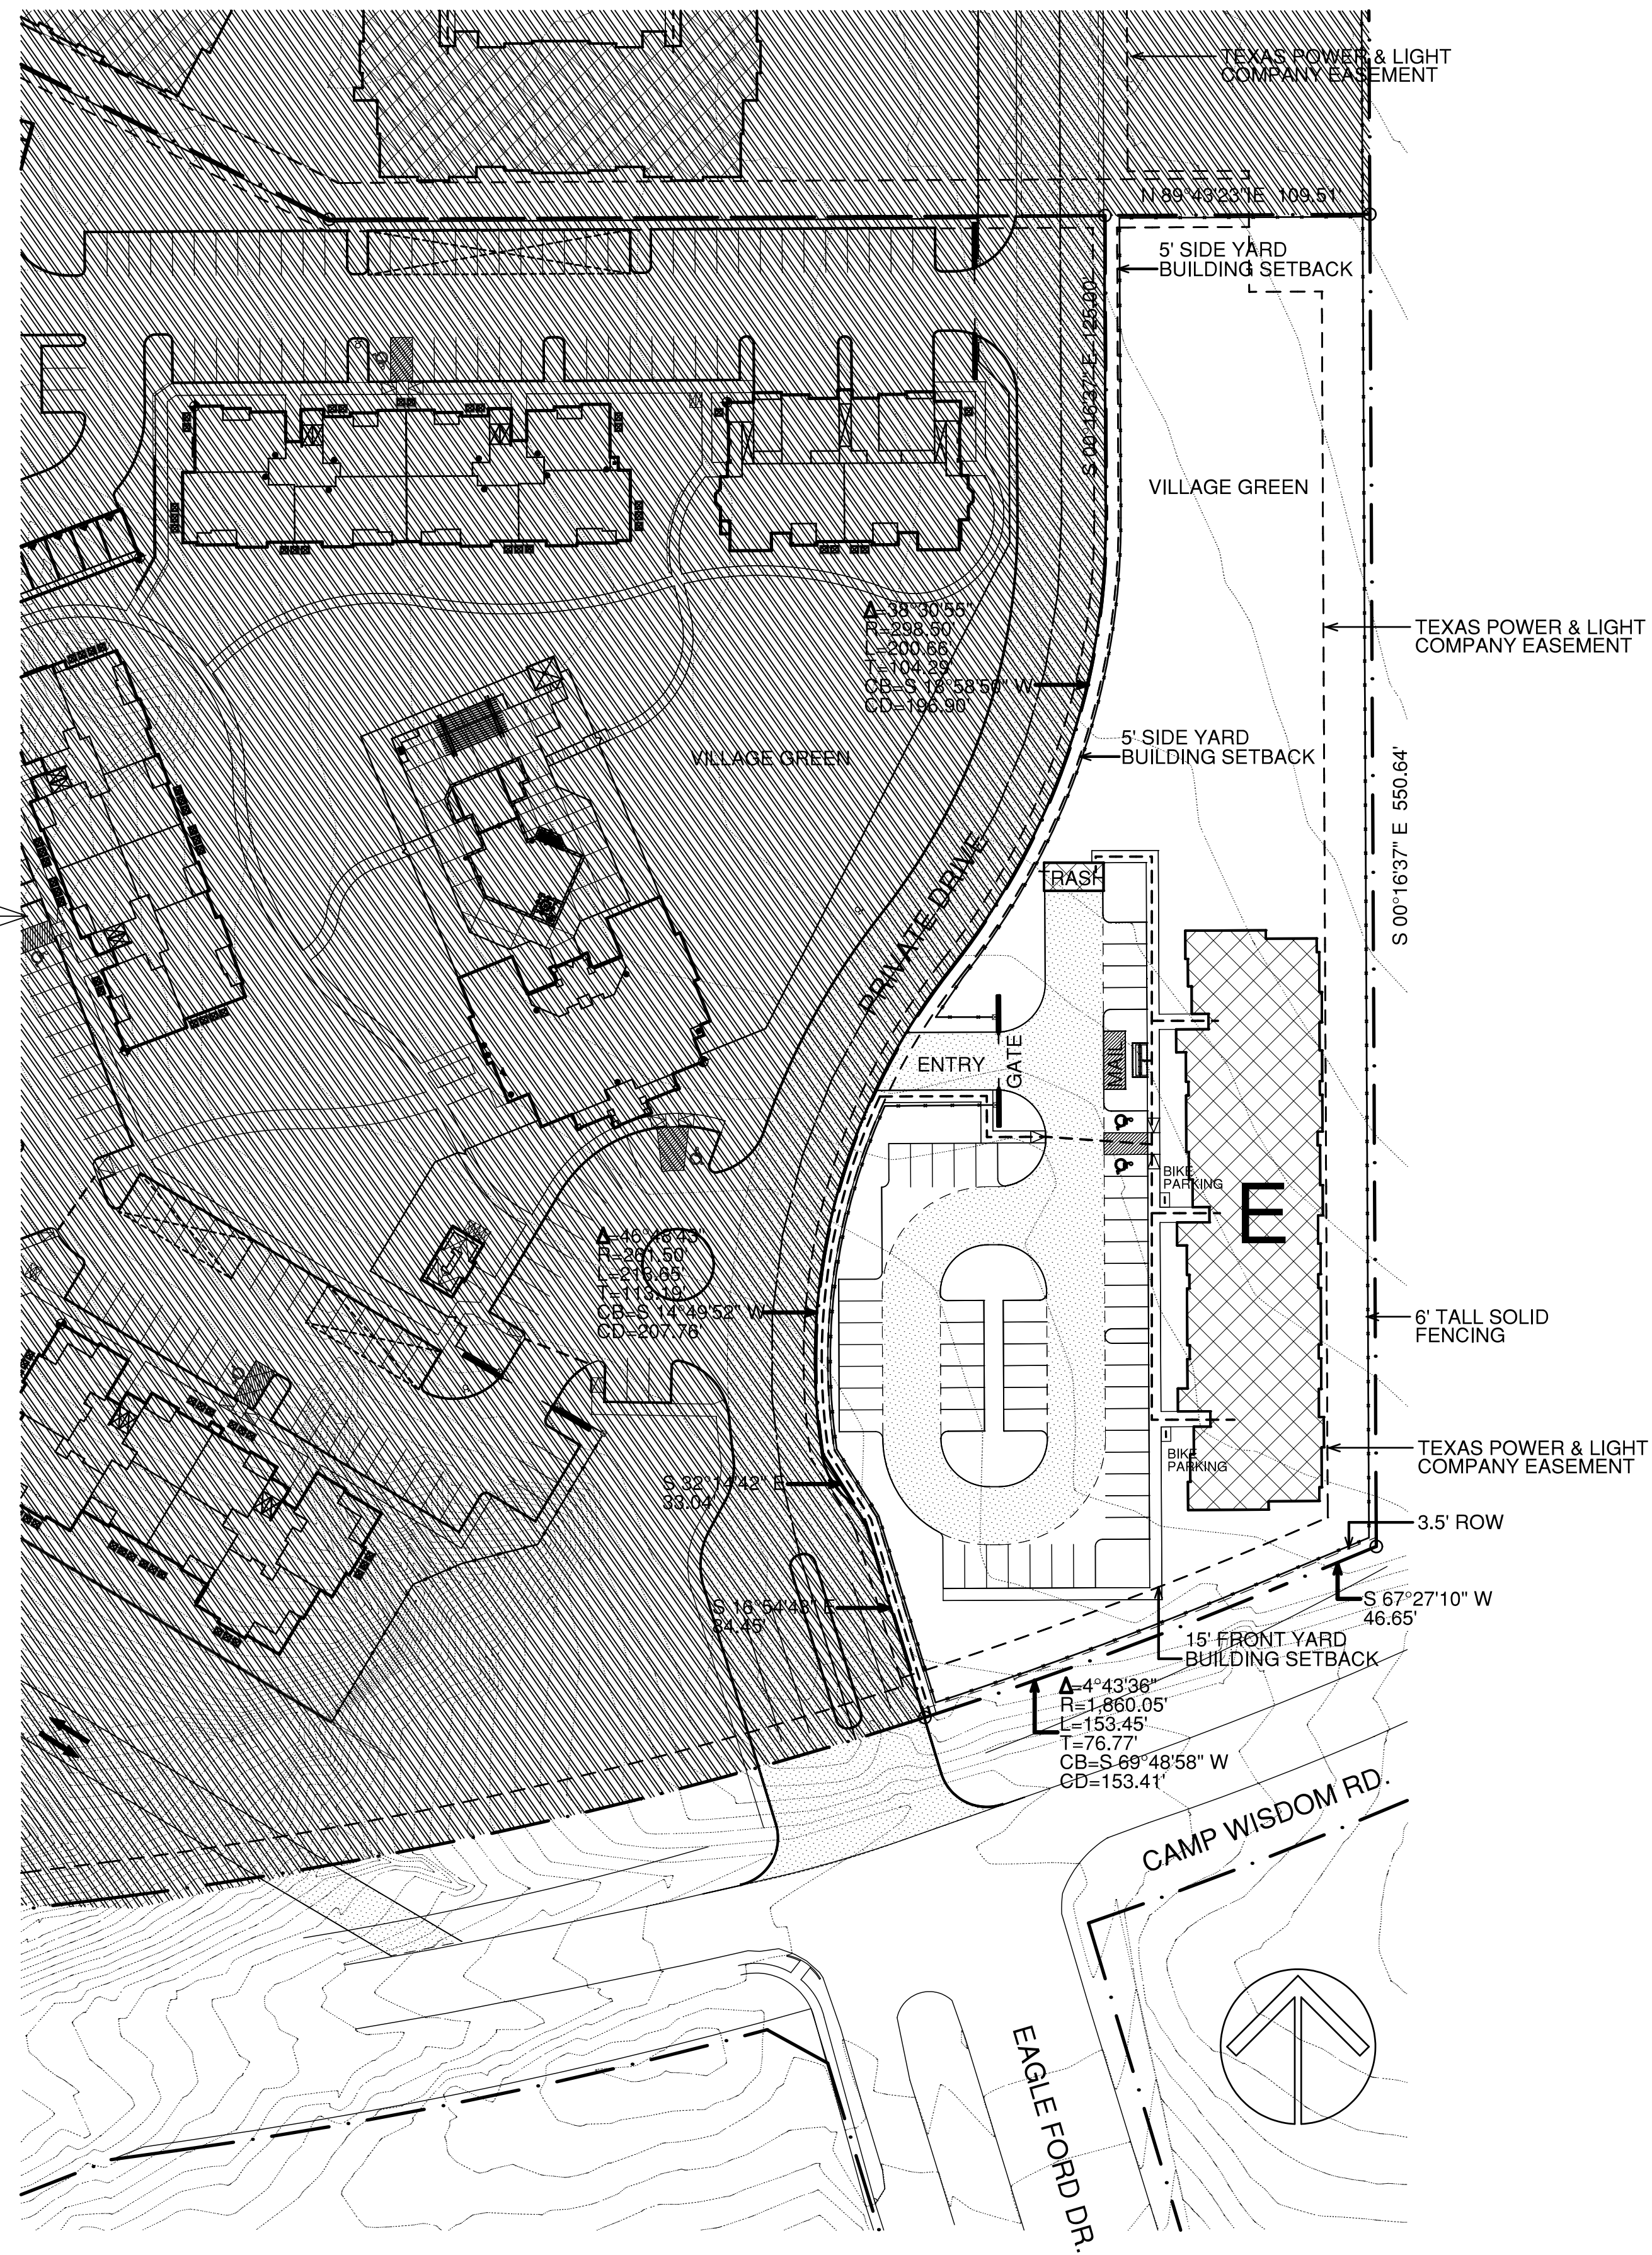 TEXAS POWER & LIGHT
COMPANY EASEMENT
N 89°43'23" E 109.51'
5' SIDE YARD
BUILDING SETBACK
S 00°16'37" E 125.00'
VILLAGE GREEN
Δ=38°30'55"
R=298.50'
L=200.66'
T=104.29'
CB=S 18°58'50" W
CD=196.90'
TEXAS POWER & LIGHT
COMPANY EASEMENT
5' SIDE YARD
BUILDING SETBACK
VILLAGE GREEN
S 00°16'37" E 550.64'
PRIVATE DRIVE
TRASH
ENTRY
GATE
MAIL
BIKE
PARKING
E
Δ=46°48'43"
R=261.50'
L=213.65'
T=113.19'
CB=S 14°49'52" W
CD=207.76'
6' TALL SOLID
FENCING
BIKE
PARKING
TEXAS POWER & LIGHT
COMPANY EASEMENT
S 32°14'42" E
33.04'
3.5' ROW
S 67°27'10" W
46.65'
S 16°54'43" E
84.45'
15' FRONT YARD
BUILDING SETBACK
Δ=4°43'36"
R=1,860.05'
L=153.45'
T=76.77'
CB=S 69°48'58" W
CD=153.41'
CAMP WISDOM RD.
EAGLE FORD DR.